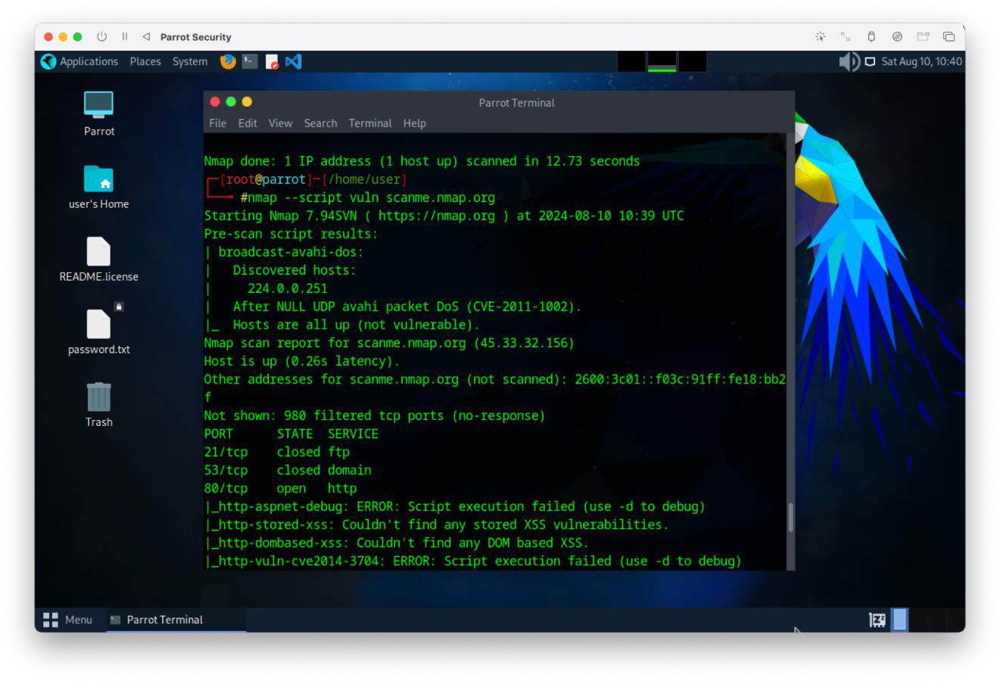 Parrot Security
Applications Places System
Sat Aug 10, 10:40
Parrot
user's Home
README.license
password.txt
Trash
Parrot Terminal
File Edit View Search Terminal Help
Nmap done: 1 IP address (1 host up) scanned in 12.73 seconds
[root@parrot]-[/home/user]
#nmap --script vuln scanme.nmap.org
Starting Nmap 7.94SVN ( https://nmap.org ) at 2024-08-10 10:39 UTC
Pre-scan script results:
| broadcast-avahi-dos:
|   Discovered hosts:
|     224.0.0.251
|   After NULL UDP avahi packet DoS (CVE-2011-1002).
|_  Hosts are all up (not vulnerable).
Nmap scan report for scanme.nmap.org (45.33.32.156)
Host is up (0.26s latency).
Other addresses for scanme.nmap.org (not scanned): 2600:3c01::f03c:91ff:fe18:bb2
f
Not shown: 980 filtered tcp ports (no-response)
PORT      STATE  SERVICE
21/tcp    closed ftp
53/tcp    closed domain
80/tcp    open   http
|_http-aspnet-debug: ERROR: Script execution failed (use -d to debug)
|_http-stored-xss: Couldn't find any stored XSS vulnerabilities.
|_http-dombased-xss: Couldn't find any DOM based XSS.
|_http-vuln-cve2014-3704: ERROR: Script execution failed (use -d to debug)
Menu
Parrot Terminal